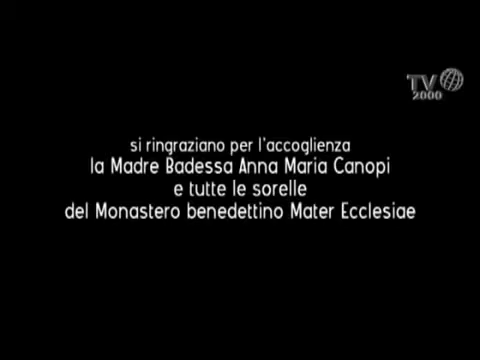 TV
2000
si ringraziano per l'accoglienza
la Madre Badessa Anna Maria Canopi
e tutte le sorelle
del Monastero benedettino Mater Ecclesiae